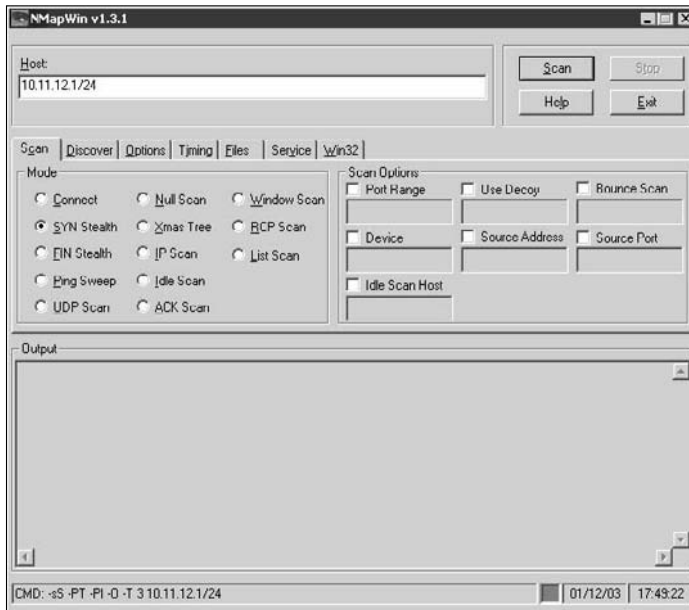 NMapWin v1.3.1
Host:
10.11.12.1/24
Scan
Stop
Help
Exit
Scan Discover Options Timing Files Service Win32
Mode
Connect Null Scan Window Scan
SYN Stealth Xmas Tree RCP Scan
FIN Stealth IP Scan List Scan
Ping Sweep Idle Scan
UDP Scan ACK Scan
Scan Options
Port Range Use Decoy Bounce Scan
Device Source Address Source Port
Idle Scan Host
Output
CMD: -sS -PT -PI -O -T 3 10.11.12.1/24
01/12/03 17:49:22